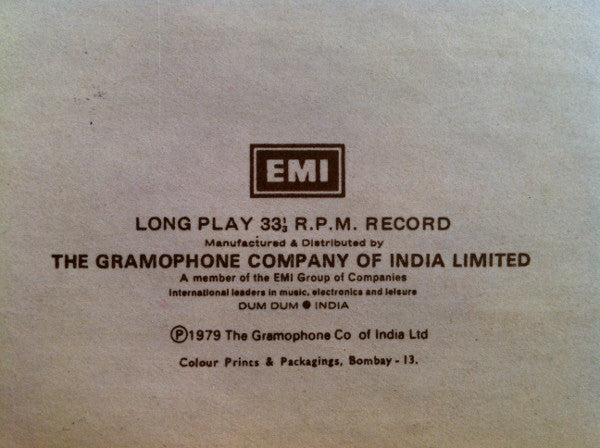 EMI
LONG PLAY 33⅓ R.P.M. RECORD
Manufactured & Distributed by
THE GRAMOPHONE COMPANY OF INDIA LIMITED
A member of the EMI Group of Companies
International leaders in music, electronics and leisure
DUM DUM ● INDIA
Ⓟ1979 The Gramophone Co of India Ltd
Colour Prints & Packagings, Bombay - 13.